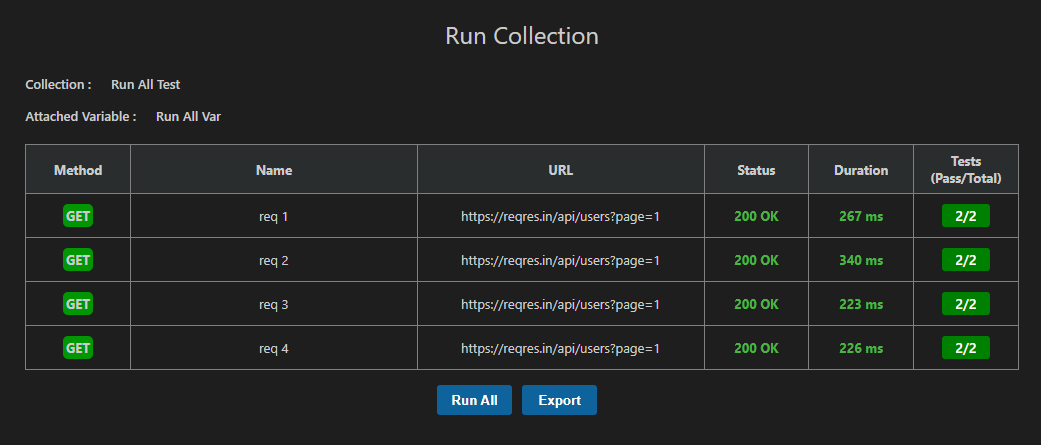 Run Collection
Collection : Run All Test
Attached Variable : Run All Var
Method Name URL Status Duration Tests (Pass/Total)
GET req 1 https://reqres.in/api/users?page=1 200 OK 267 ms 2/2
GET req 2 https://reqres.in/api/users?page=1 200 OK 340 ms 2/2
GET req 3 https://reqres.in/api/users?page=1 200 OK 223 ms 2/2
GET req 4 https://reqres.in/api/users?page=1 200 OK 226 ms 2/2
Run All Export